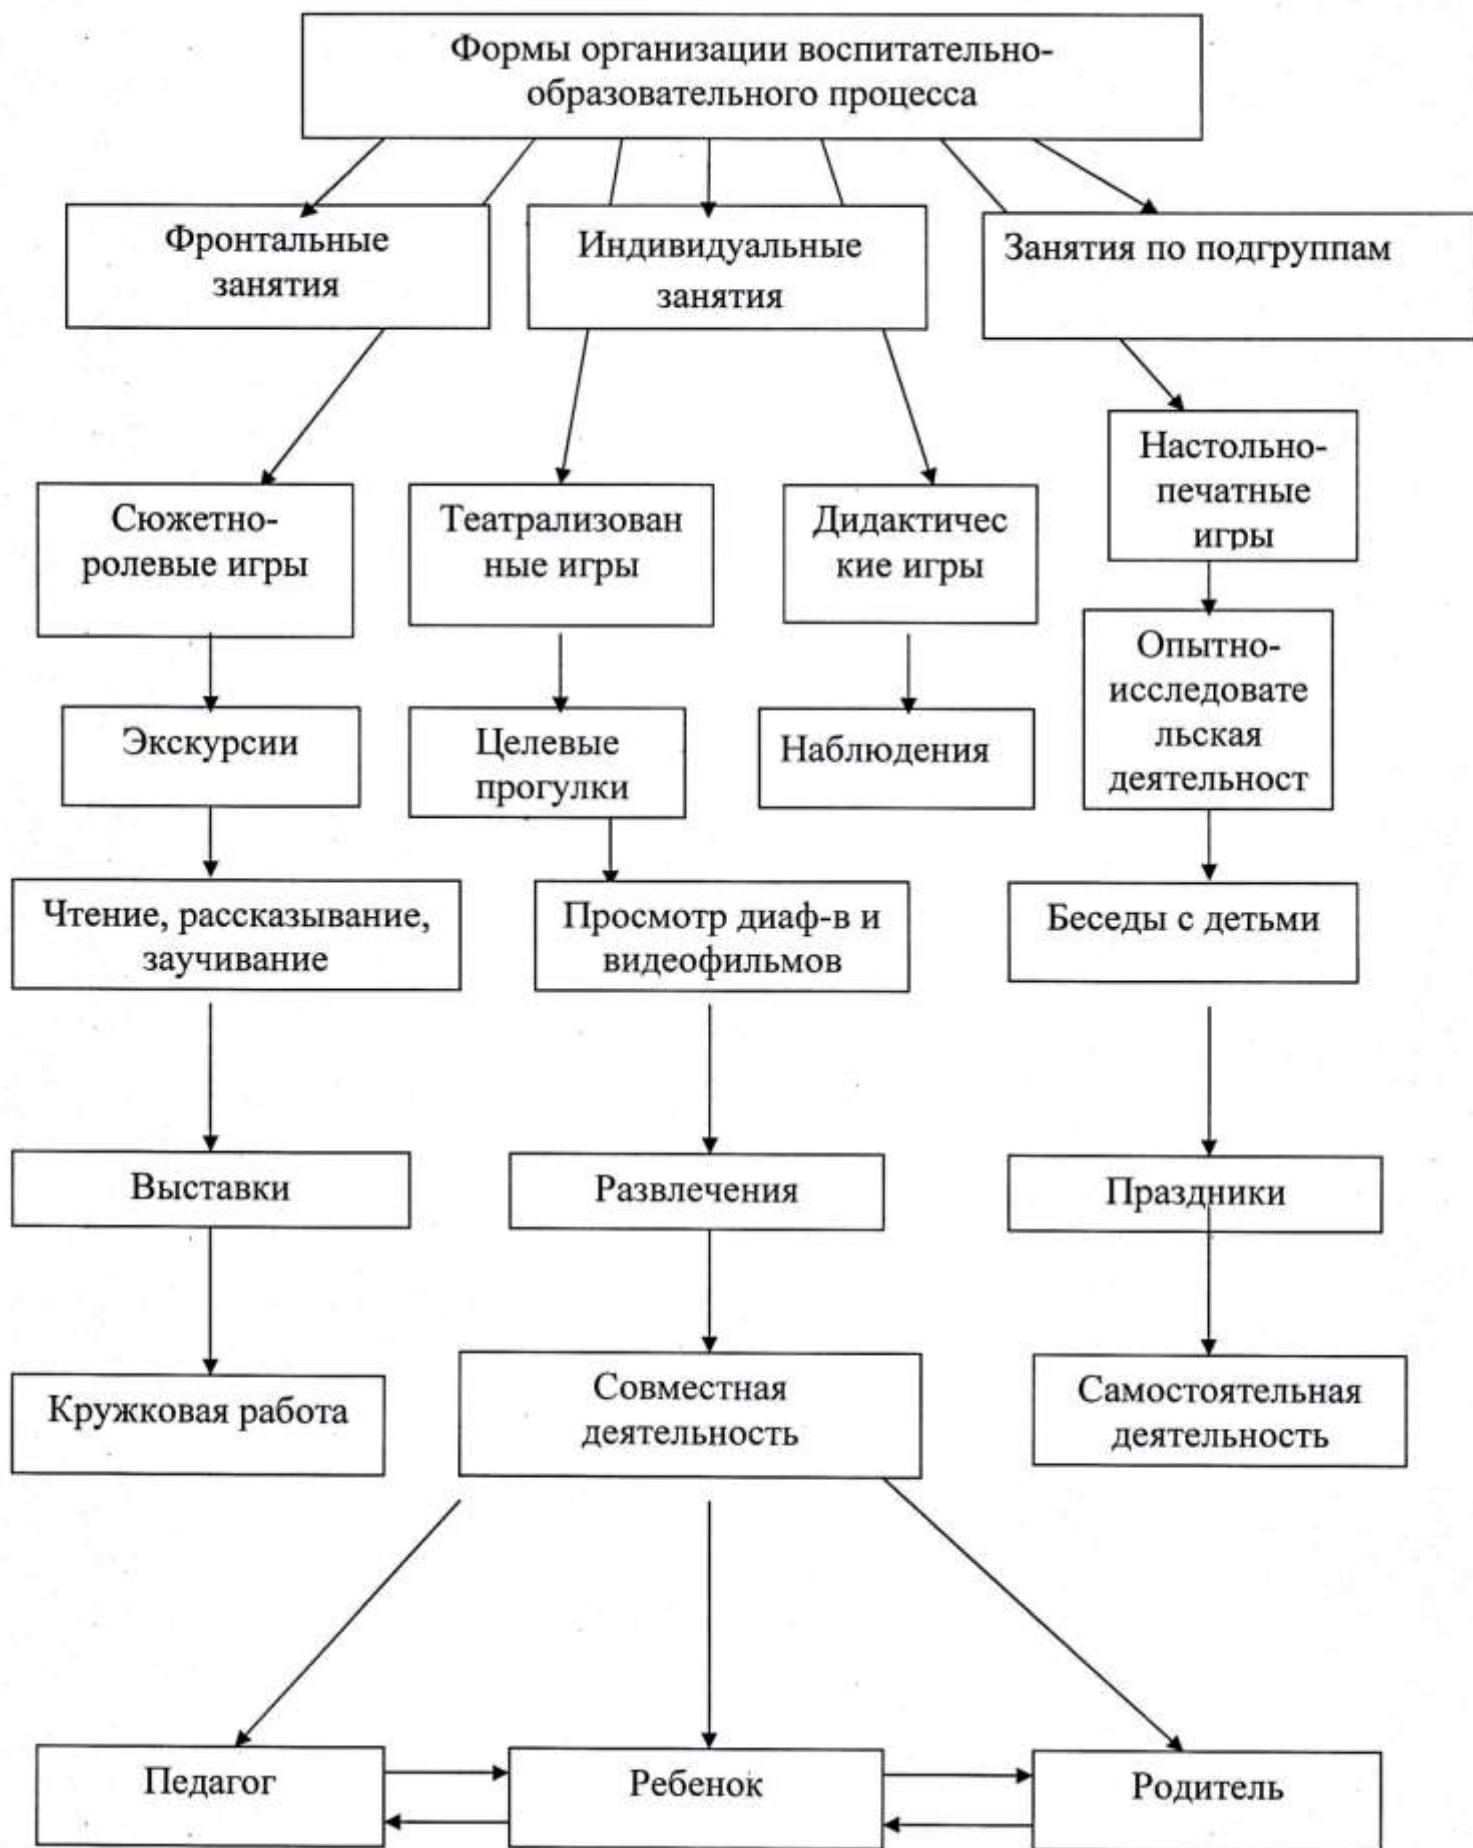 Формы организации воспитательно-
образовательного процесса
Фронтальные
занятия
Индивидуальные
занятия
Занятия по подгруппам
Сюжетно-
ролевые игры
Театрализован
ные игры
Дидактичес
кие игры
Настольно-
печатные
игры
Экскурсии
Целевые
прогулки
Наблюдения
Опытно-
исследовате
льская
деятельност
Чтение, рассказывание,
заучивание
Просмотр диаф-в и
видеофильмов
Беседы с детьми
Выставки
Развлечения
Праздники
Кружковая работа
Совместная
деятельность
Самостоятельная
деятельность
Педагог
Ребенок
Родитель